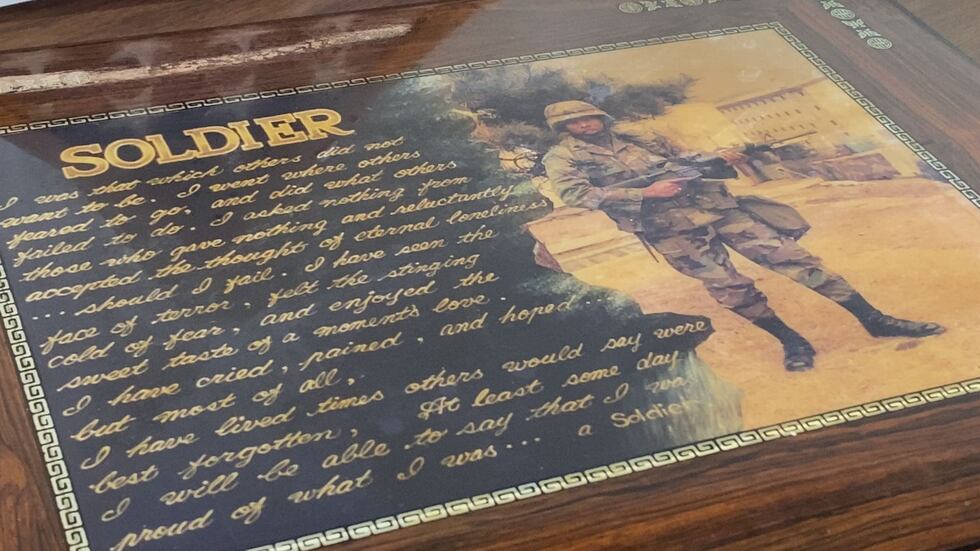 SOLDIER
I was that which others did not
want to be. I went where others
feared to go, and did what others
failed to do. I asked nothing from
those who gave nothing and reluctantly
accepted the thought of eternal loneliness
... should I fail. I have seen the
face of terror, felt the stinging
cold of fear, and enjoyed the
sweet taste of a moment's love.
I have cried, pained, and hoped...
but most of all,
I have lived times others would say were
best forgotten, At least some day
I will be able to say that I was
proud of what I was... a Soldier